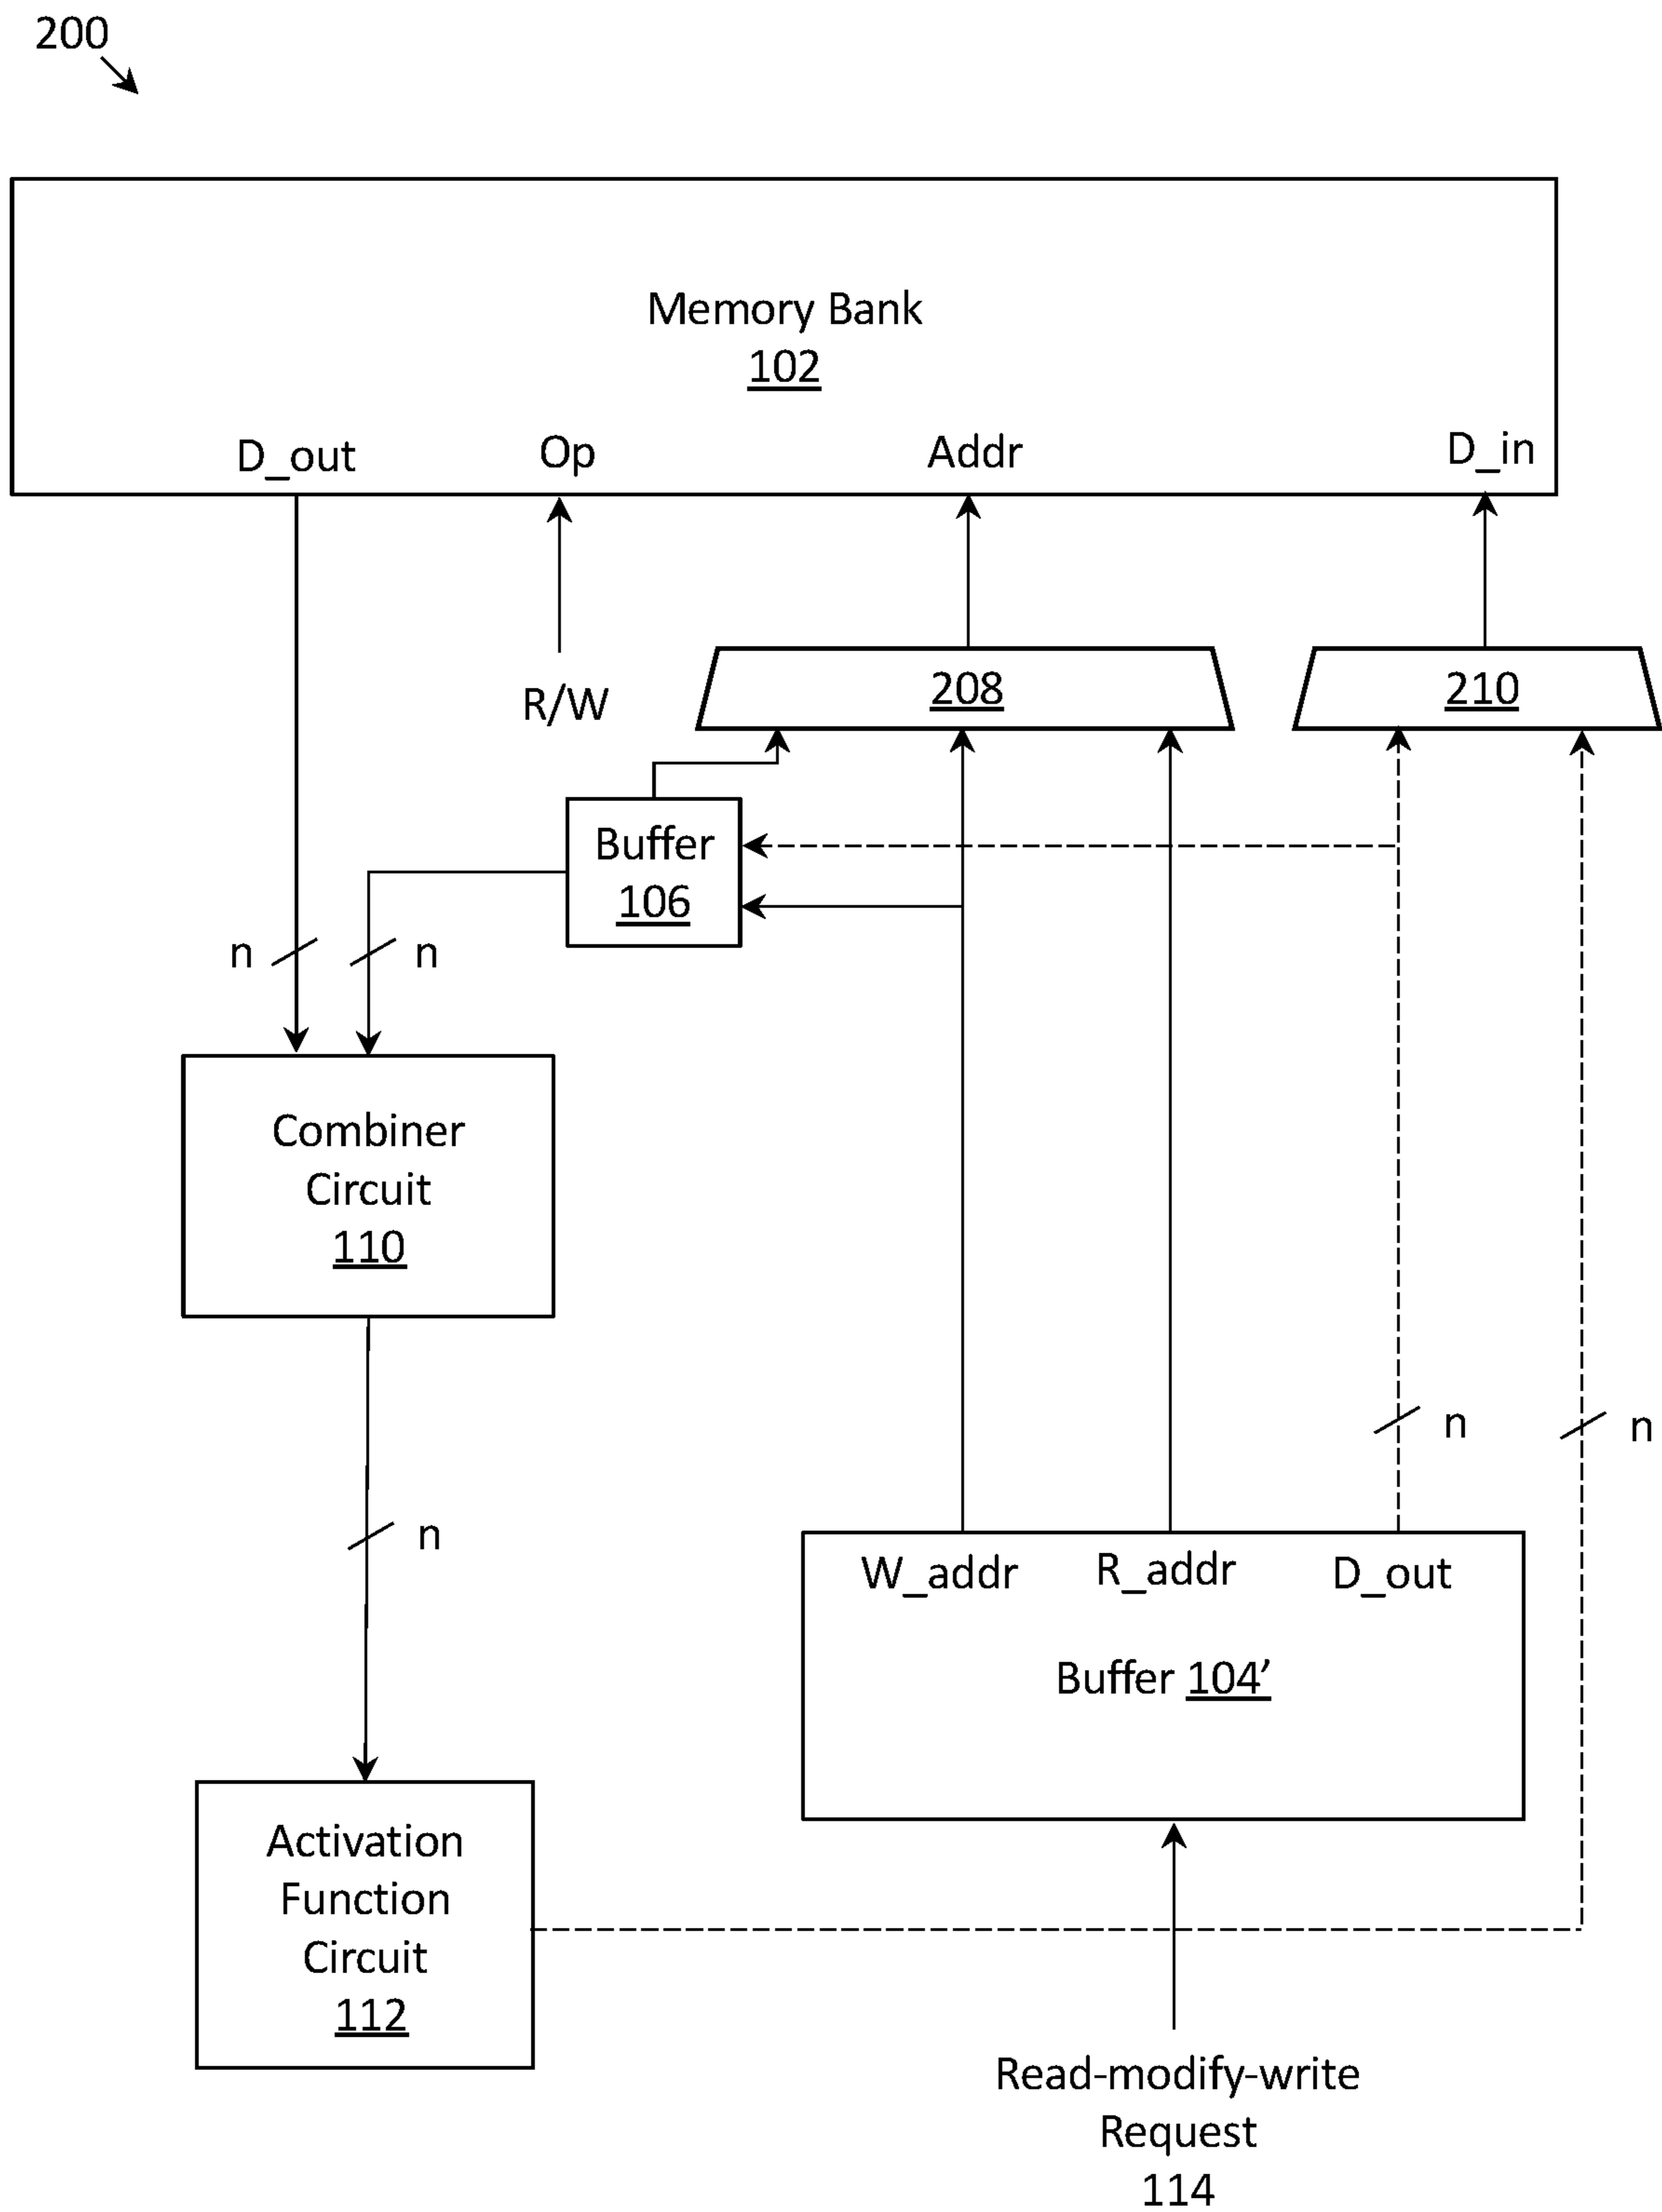 200
Memory Bank
102
D_out
Op
Addr
D_in
R/W
208
210
Buffer
106
n
n
Combiner
Circuit
110
n
n
n
W_addr
R_addr
D_out
Buffer 104’
Activation
Function
Circuit
112
Read-modify-write
Request
114